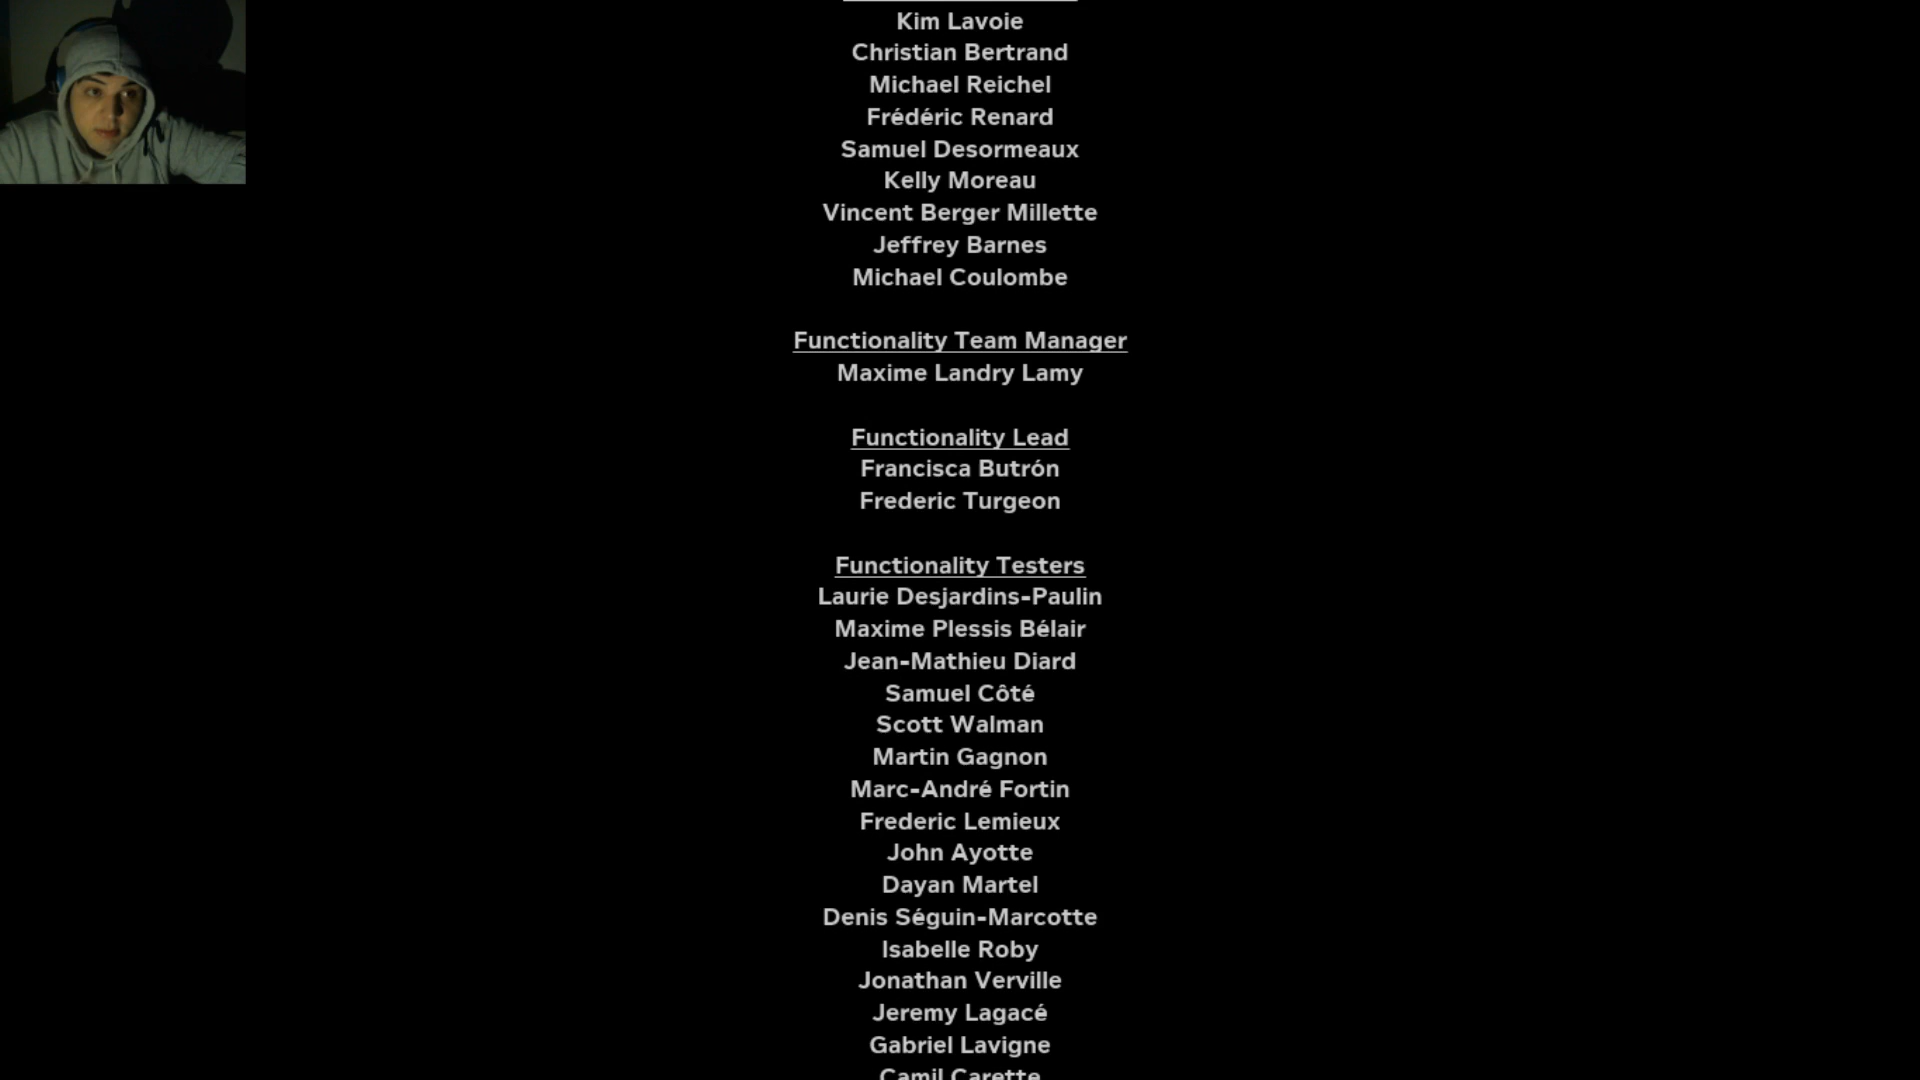 Kim Lavoie
Christian Bertrand
Michael Reichel
Frédéric Renard
Samuel Desormeaux
Kelly Moreau
Vincent Berger Millette
Jeffrey Barnes
Michael Coulombe
Functionality Team Manager
Maxime Landry Lamy
Functionality Lead
Francisca Butrón
Frederic Turgeon
Functionality Testers
Laurie Desjardins-Paulin
Maxime Plessis Bélair
Jean-Mathieu Diard
Samuel Côté
Scott Walman
Martin Gagnon
Marc-André Fortin
Frederic Lemieux
John Ayotte
Dayan Martel
Denis Séguin-Marcotte
Isabelle Roby
Jonathan Verville
Jeremy Lagacé
Gabriel Lavigne
Camil Carette